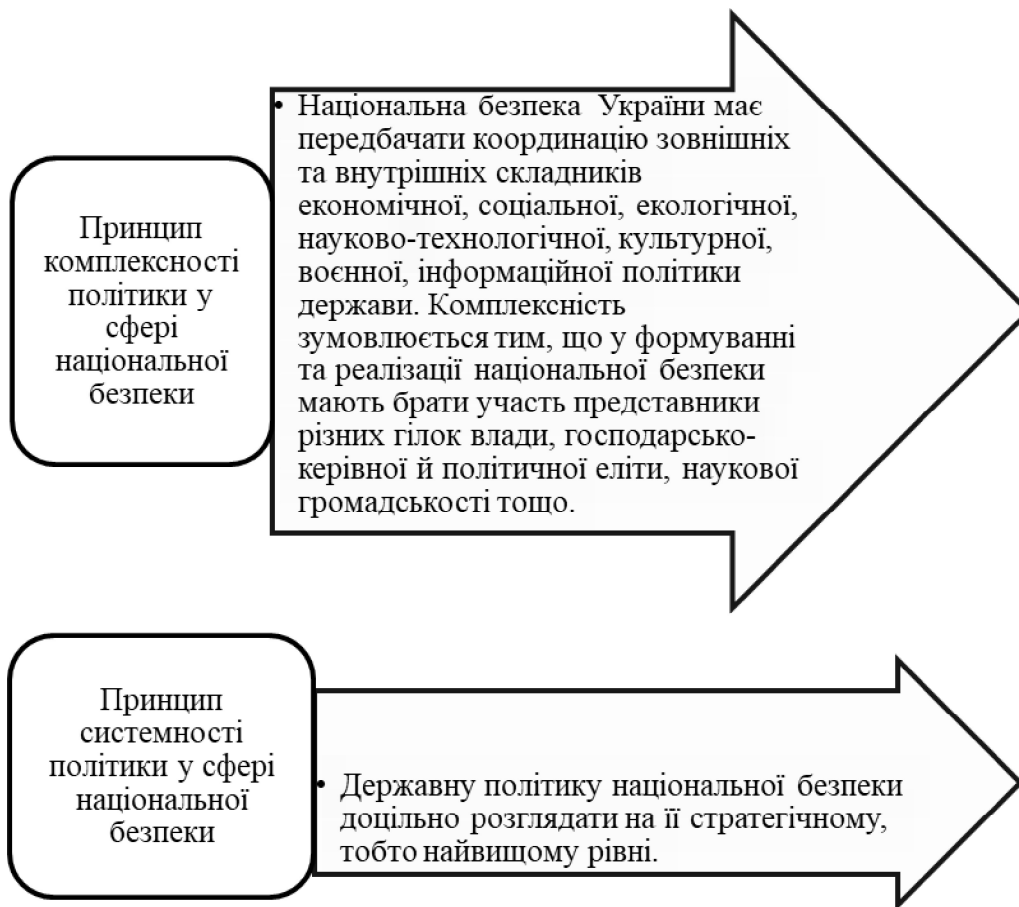 Принцип
комплексності
політики у
сфері
національної
безпеки
• Національна безпека України має
передбачати координацію зовнішніх
та внутрішніх складників
економічної, соціальної, екологічної,
науково-технологічної, культурної,
воєнної, інформаційної політики
держави. Комплексність
зумовлюється тим, що у формуванні
та реалізації національної безпеки
мають брати участь представники
різних гілок влади, господарсько-
керівної й політичної еліти, наукової
громадськості тощо.
Принцип
системності
політики у сфері
національної
безпеки
• Державну політику національної безпеки
доцільно розглядати на її стратегічному,
тобто найвищому рівні.